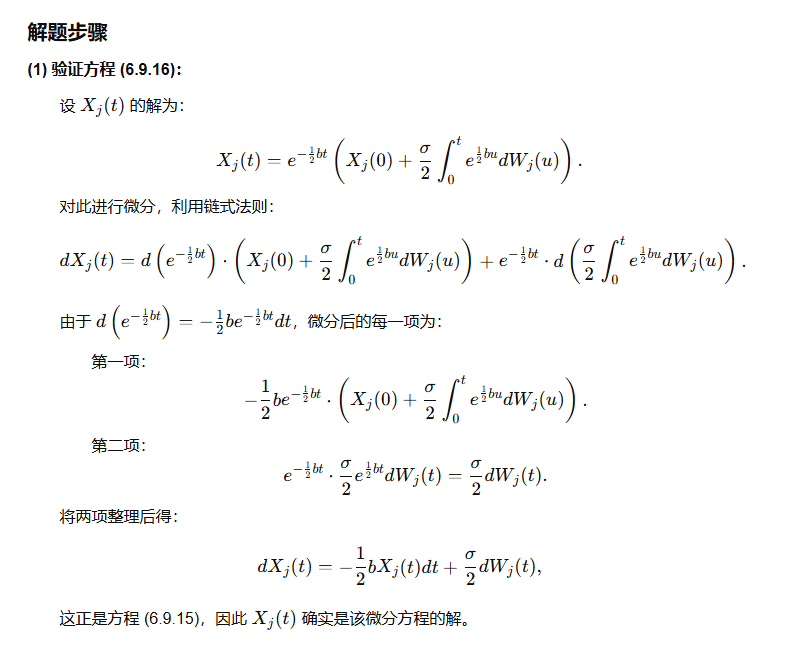 解题步骤
(1) 验证方程 (6.9.16)：
设 $X_j(t)$ 的解为：
$$X_j(t) = e^{-\frac{1}{2}bt} \left( X_j(0) + \frac{\sigma}{2} \int_0^t e^{\frac{1}{2}bu} dW_j(u) \right).$$
对此进行微分，利用链式法则：
$$dX_j(t) = d\left(e^{-\frac{1}{2}bt}\right) \cdot \left( X_j(0) + \frac{\sigma}{2} \int_0^t e^{\frac{1}{2}bu} dW_j(u) \right) + e^{-\frac{1}{2}bt} \cdot d\left( \frac{\sigma}{2} \int_0^t e^{\frac{1}{2}bu} dW_j(u) \right).$$
由于 $d\left(e^{-\frac{1}{2}bt}\right) = -\frac{1}{2}be^{-\frac{1}{2}bt}dt$，微分后的每一项为：
第一项：
$$-\frac{1}{2}be^{-\frac{1}{2}bt} \cdot \left( X_j(0) + \frac{\sigma}{2} \int_0^t e^{\frac{1}{2}bu} dW_j(u) \right).$$
第二项：
$$e^{-\frac{1}{2}bt} \cdot \frac{\sigma}{2} e^{\frac{1}{2}bt} dW_j(t) = \frac{\sigma}{2} dW_j(t).$$
将两项整理后得：
$$dX_j(t) = -\frac{1}{2}bX_j(t)dt + \frac{\sigma}{2} dW_j(t),$$
这正是方程 (6.9.15)，因此 $X_j(t)$ 确实是该微分方程的解。